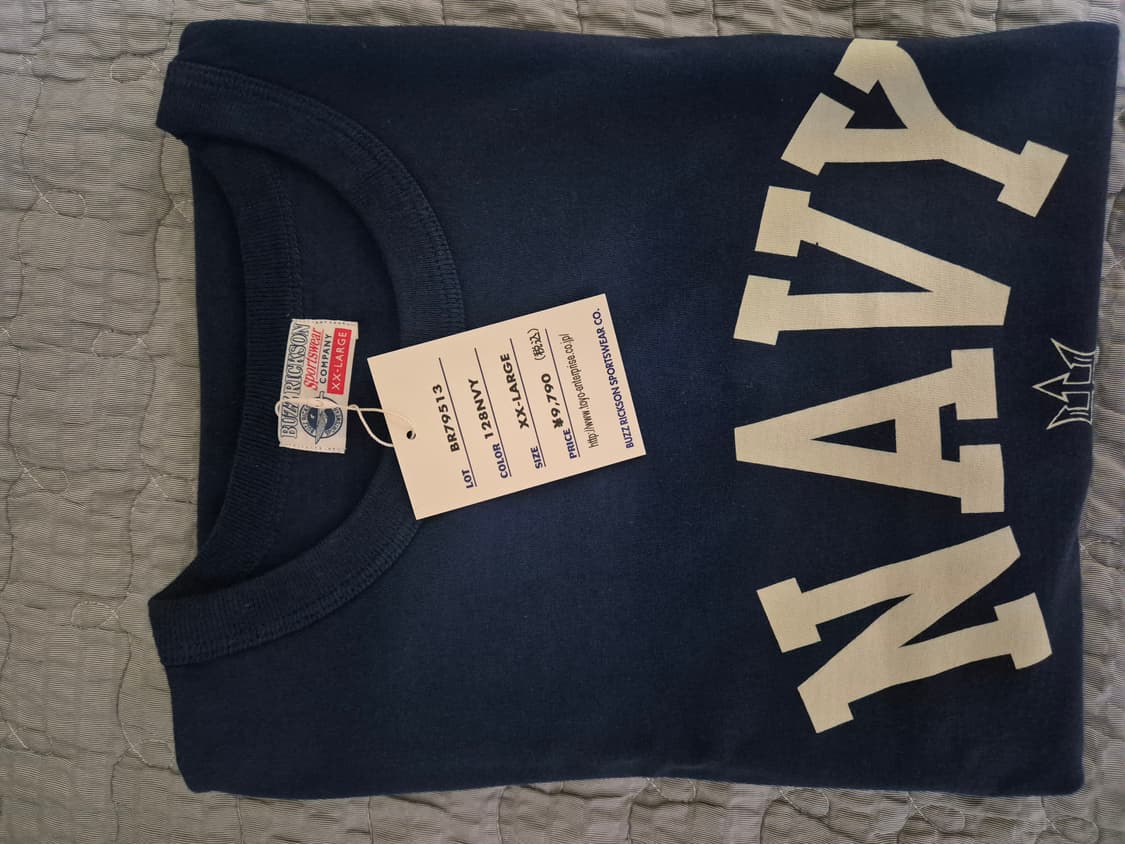 NAVY
BUZZ RICKSON
Sportswear
COMPANY
XX-LARGE
LOT BR79513
COLOR 128NVY
SIZE XX-LARGE
PRICE ¥9,790 (税込)
http://www.toyo-enterprise.co.jp/
BUZZ RICKSON SPORTSWEAR CO.